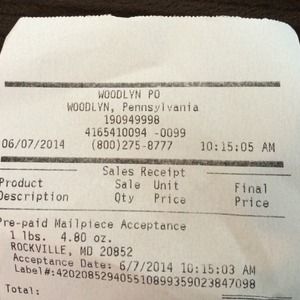 WOODLYN PO
WOODLYN, Pennsylvania
190949998
4165410094 -0099
06/07/2014 (800)275-8777 10:15:05 AM
Sales Receipt
Product Sale Unit Final
Description Qty Price Price
Pre-paid Mailpiece Acceptance
1 lbs. 4.80 oz.
ROCKVILLE, MD 20852
Acceptance Date: 6/7/2014 10:15:03 AM
Label#:420208529405510899359023847098
Total: